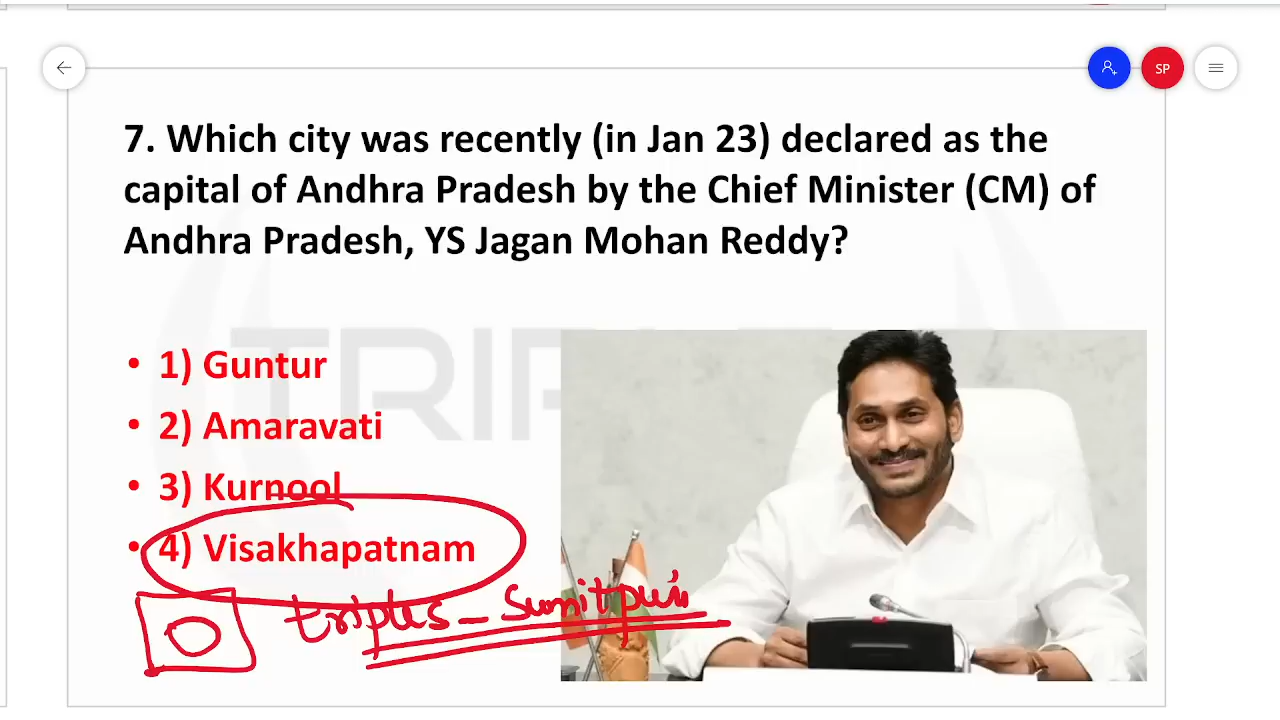 SP
7. Which city was recently (in Jan 23) declared as the
capital of Andhra Pradesh by the Chief Minister (CM) of
Andhra Pradesh, YS Jagan Mohan Reddy?
• 1) Guntur
• 2) Amaravati
• 3) Kurnool
• 4) Visakhapatnam
triples_sumitpuri